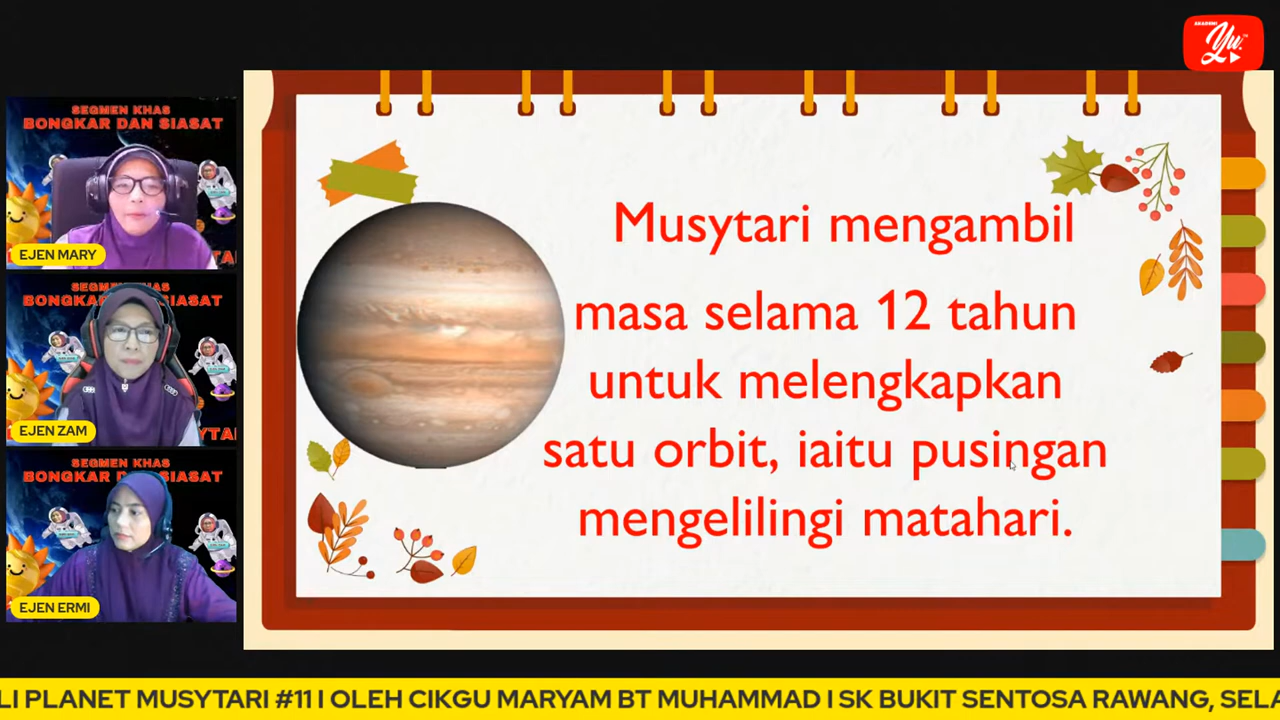 AKADEMI
Yu.
SEGMEN KHAS
BONGKAR DAN SIASAT
EJEN MARY
SEGMEN KHAS
EJEN ZAM
SEGMEN KHAS
EJEN ERMI
Musytari mengambil
masa selama 12 tahun
untuk melengkapkan
satu orbit, iaitu pusingan
mengelilingi matahari.
LI PLANET MUSYTARI #11 I OLEH CIKGU MARYAM BT MUHAMMAD I SK BUKIT SENTOSA RAWANG, SELA